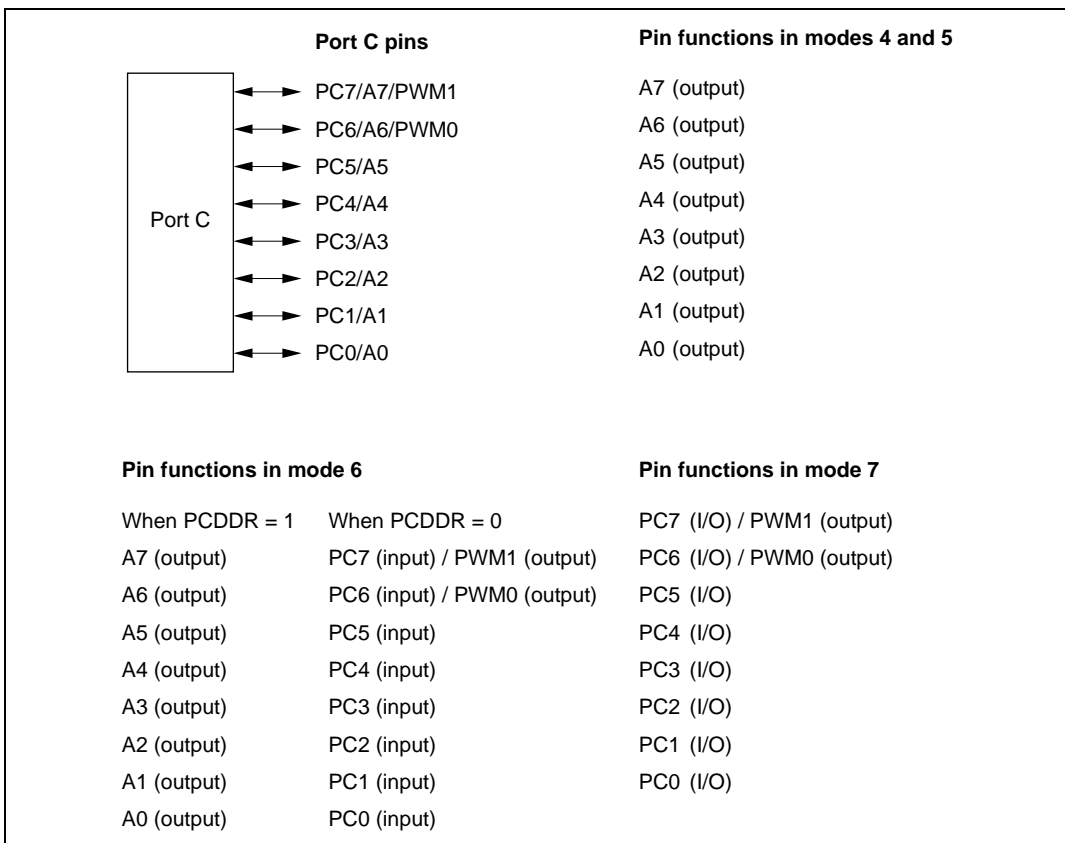 Port C pins
Pin functions in modes 4 and 5
Port C
PC7/A7/PWM1
A7 (output)
PC6/A6/PWM0
A6 (output)
PC5/A5
A5 (output)
PC4/A4
A4 (output)
PC3/A3
A3 (output)
PC2/A2
A2 (output)
PC1/A1
A1 (output)
PC0/A0
A0 (output)
Pin functions in mode 6
Pin functions in mode 7
When PCDDR = 1
When PCDDR = 0
PC7 (I/O) / PWM1 (output)
A7 (output)
PC7 (input) / PWM1 (output)
PC6 (I/O) / PWM0 (output)
A6 (output)
PC6 (input) / PWM0 (output)
PC5 (I/O)
A5 (output)
PC5 (input)
PC4 (I/O)
A4 (output)
PC4 (input)
PC3 (I/O)
A3 (output)
PC3 (input)
PC2 (I/O)
A2 (output)
PC2 (input)
PC1 (I/O)
A1 (output)
PC1 (input)
PC0 (I/O)
A0 (output)
PC0 (input)